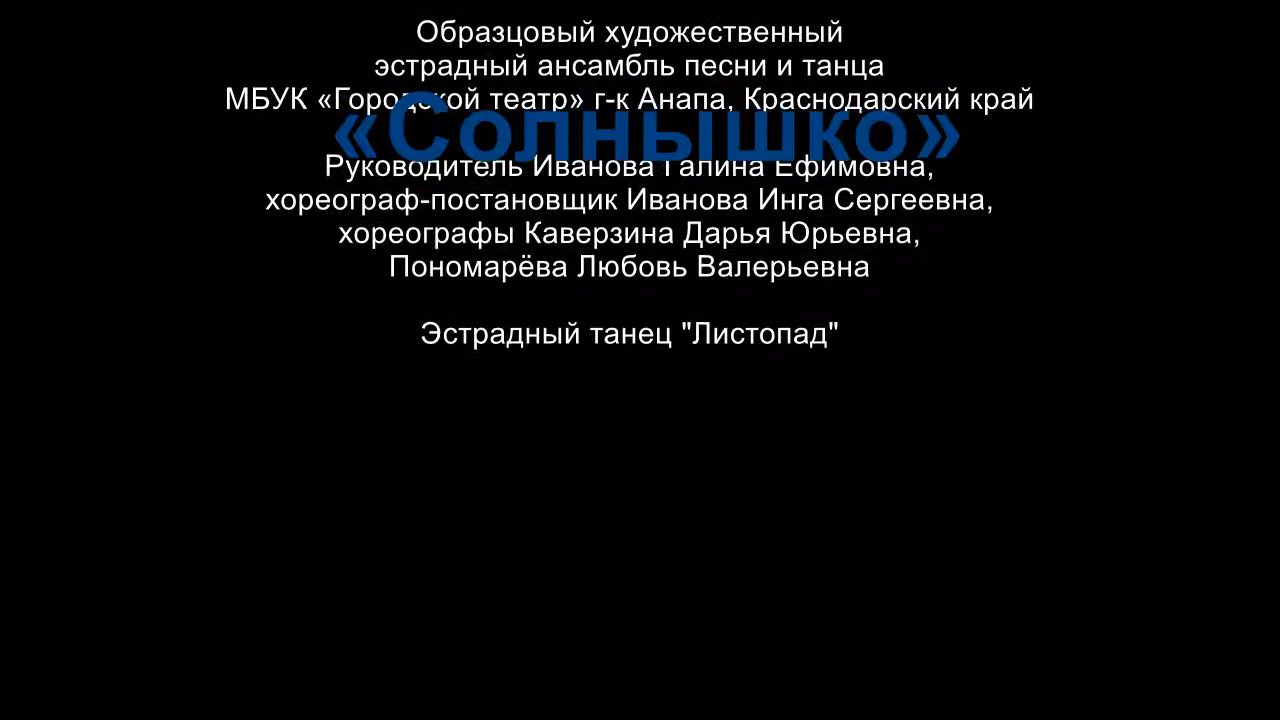 Образцовый художественный
эстрадный ансамбль песни и танца
МБУК «Городской театр» г-к Анапа, Краснодарский край
«Солнышко»
Руководитель Иванова Галина Ефимовна,
хореограф-постановщик Иванова Инга Сергеевна,
хореографы Каверзина Дарья Юрьевна,
Пономарёва Любовь Валерьевна
Эстрадный танец "Листопад"